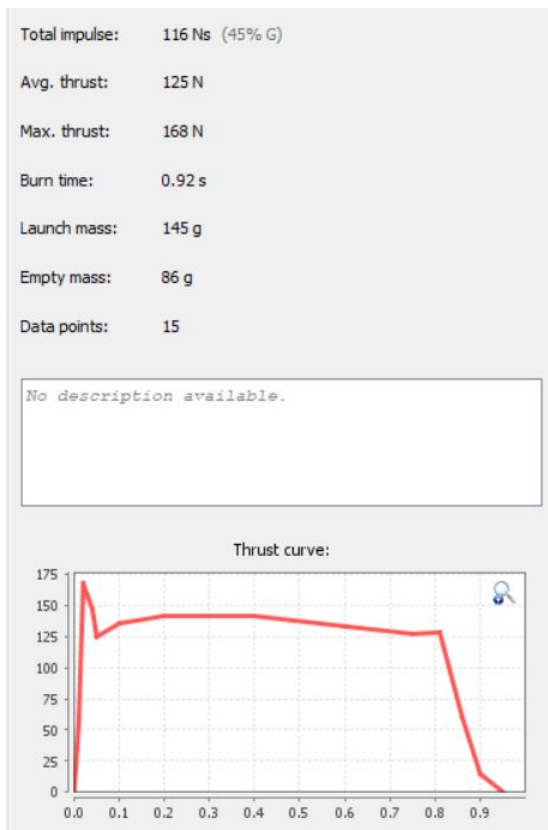 Total impulse: 116 Ns (45% G)
Avg. thrust: 125 N
Max. thrust: 168 N
Burn time: 0.92 s
Launch mass: 145 g
Empty mass: 86 g
Data points: 15
No description available.
Thrust curve:
175
150
125
100
75
50
25
0
0.0 0.1 0.2 0.3 0.4 0.5 0.6 0.7 0.8 0.9